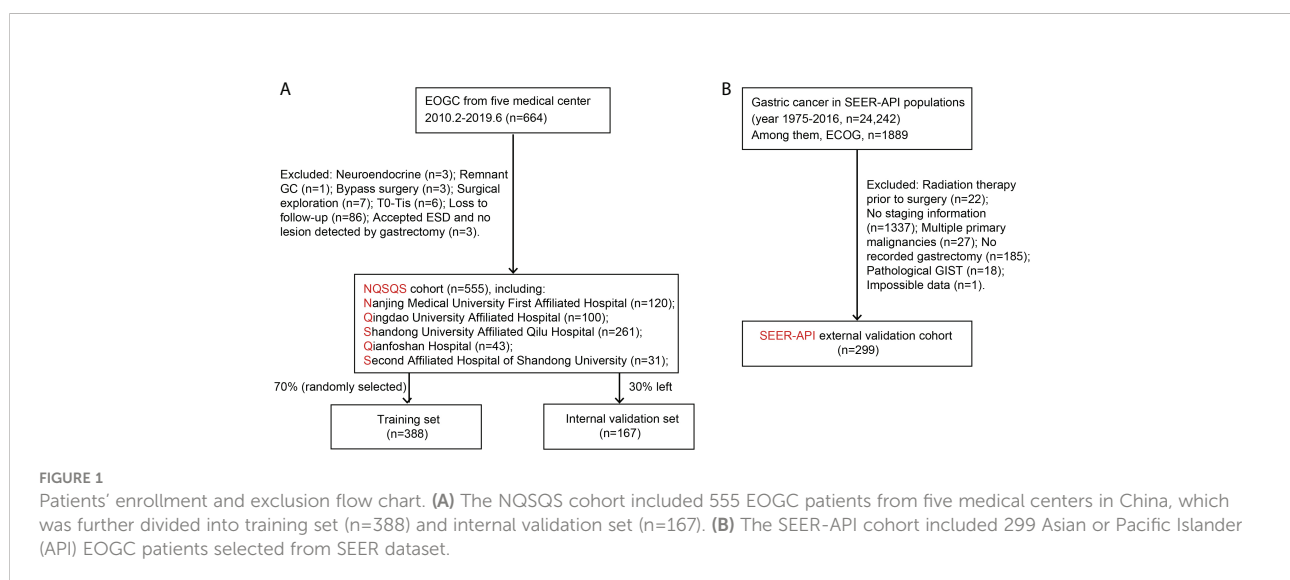 A
EOGC from five medical center
2010.2-2019.6 (n=664)
Excluded: Neuroendocrine (n=3); Remnant
GC (n=1); Bypass surgery (n=3); Surgical
exploration (n=7); T0-Tis (n=6); Loss to
follow-up (n=86); Accepted ESD and no
lesion detected by gastrectomy (n=3).
NQSQS cohort (n=555), including:
Nanjing Medical University First Affiliated Hospital (n=120);
Qingdao University Affiliated Hospital (n=100);
Shandong University Affiliated Qilu Hospital (n=261);
Qianfoshan Hospital (n=43);
Second Affiliated Hospital of Shandong University (n=31);
70% (randomly selected)
30% left
Training set
(n=388)
Internal validation set
(n=167)
B
Gastric cancer in SEER-API populations
(year 1975-2016, n=24,242)
Among them, ECOG, n=1889
Excluded: Radiation therapy
prior to surgery (n=22);
No staging information
(n=1337); Multiple primary
malignancies (n=27); No
recorded gastrectomy (n=185);
Pathological GIST (n=18);
Impossible data (n=1).
SEER-API external validation cohort
(n=299)
FIGURE 1
Patients' enrollment and exclusion flow chart. (A) The NQSQS cohort included 555 EOGC patients from five medical centers in China, which
was further divided into training set (n=388) and internal validation set (n=167). (B) The SEER-API cohort included 299 Asian or Pacific Islander
(API) EOGC patients selected from SEER dataset.